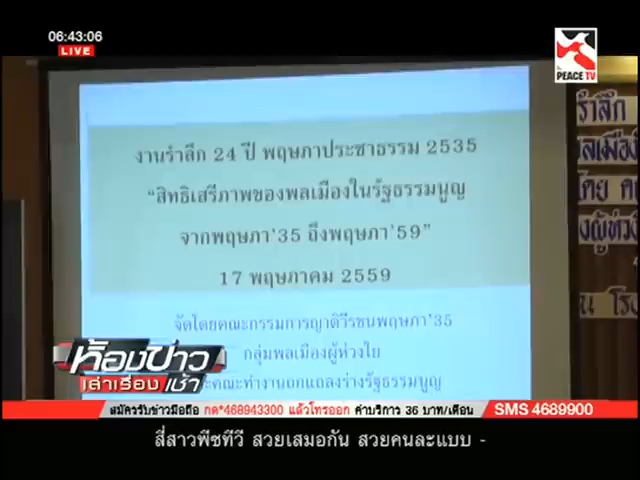 06:43:06
LIVE
PEACE TV
งานรำลึก 24 ปี พฤษภาประชาธรรม 2535
“สิทธิเสรีภาพของพลเมืองในรัฐธรรมนูญ
จากพฤษภา'35 ถึงพฤษภา'59”
17 พฤษภาคม 2559
จัดโดยคณะกรรมการญาติวีรชนพฤษภา'35
กลุ่มพลเมืองผู้ห่วงใย
คณะทำงานถกแถลงร่างรัฐธรรมนูญ
รำลึก
ห้องข่าว
เล่าเรื่อง เช้า
สมัครรับข่าวมือถือ กด*468943300 แล้วโทรออก ค่าบริการ 36 บาท/เดือน
SMS 4689900
สี่สาวพีซทีวี สวยเสมอกัน สวยคนละแบบ -